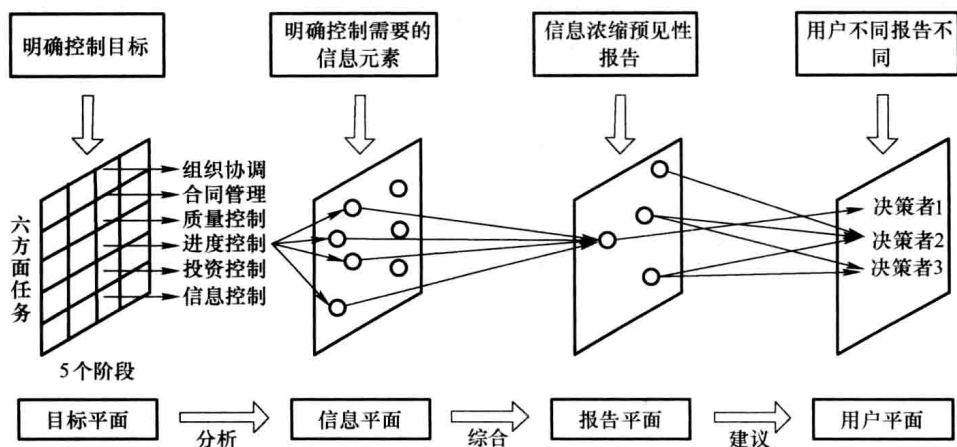 明确控制目标
明确控制需要的
信息元素
信息浓缩预见性
报告
用户不同报告不
同
六方面任务
组织协调
合同管理
质量控制
进度控制
投资控制
信息控制
5个阶段
决策者1
决策者2
决策者3
目标平面
分析
信息平面
综合
报告平面
建议
用户平面